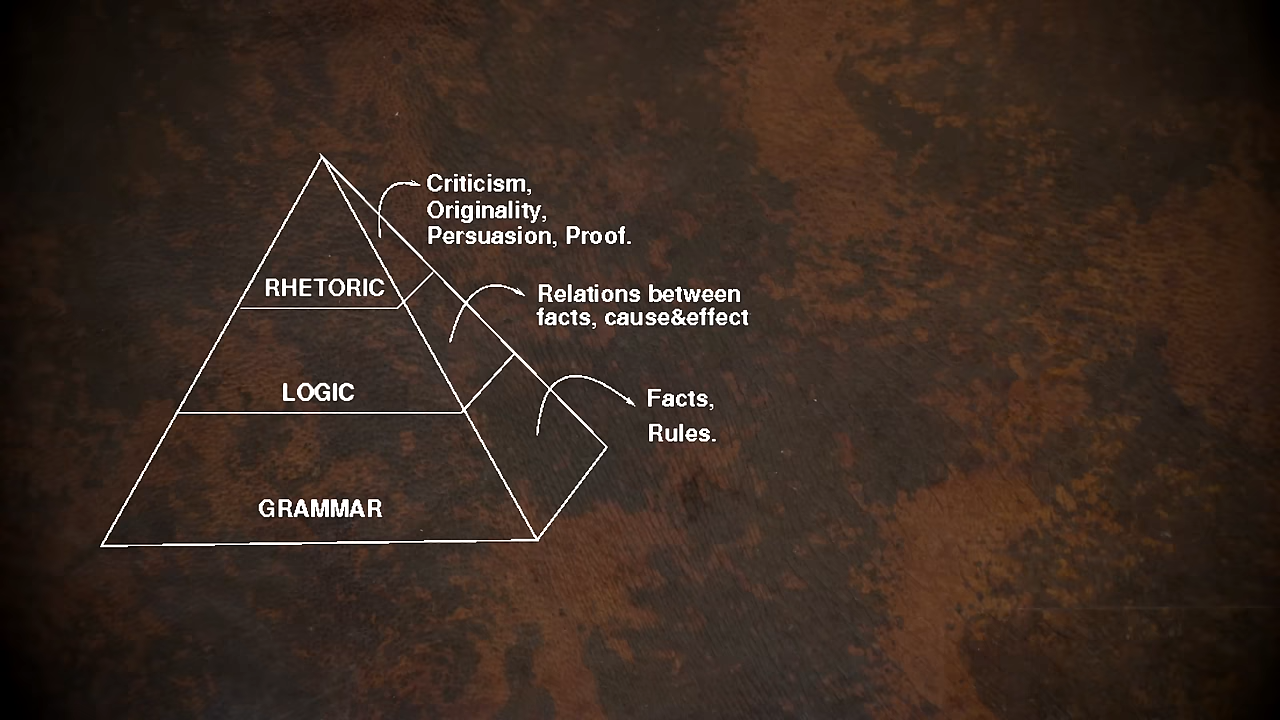 Criticism,
Originality,
Persuasion, Proof.
RHETORIC
Relations between
facts, cause&effect
LOGIC
Facts,
Rules.
GRAMMAR